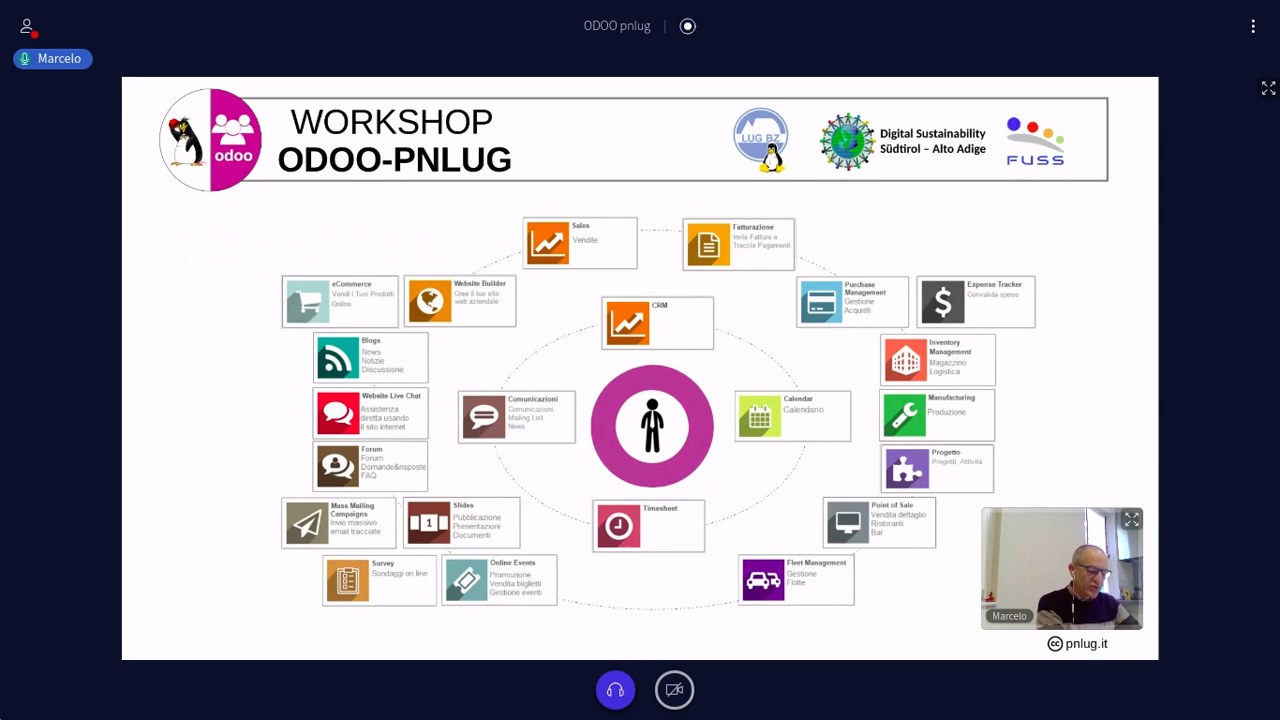 ODOO pnlug
Marcelo
WORKSHOP
ODOO-PNLUG
odoo
LUG BZ
Digital Sustainability
Südtirol – Alto Adige
FUSS
Sales
Vendite
Fatturazione
Invia Fatture e
Traccia Pagamenti
eCommerce
Vendi i Tuoi Prodotti
Online
Website Builder
Crea il tuo sito
web aziendale
CRM
Purchase
Management
Gestione
Acquisti
Expense Tracker
Convalida spese
Blogs
News
Notizie
Discussione
Inventory
Management
Magazzino
Logistica
Website Live Chat
Assistenza
diretta usando
il sito internet
Comunicazioni
Comunicazioni,
Mailing List,
News
Calendar
Calendario
Manufacturing
Produzione
Forum
Forum
Domande&risposte
FAQ
Progetto
Progetti, Attività
Mass Mailing
Campaigns
Invio massivo
email tracciate
Slides
1
Pubblicazione
Presentazioni
Documenti
Timesheet
Point of Sale
Vendita dettaglio
Ristoranti
Bar
Survey
Sondaggi on line
Online Events
Promozione
Vendita biglietti
Gestione eventi
Fleet Management
Gestione
Flotte
Marcelo
cc pnlug.it